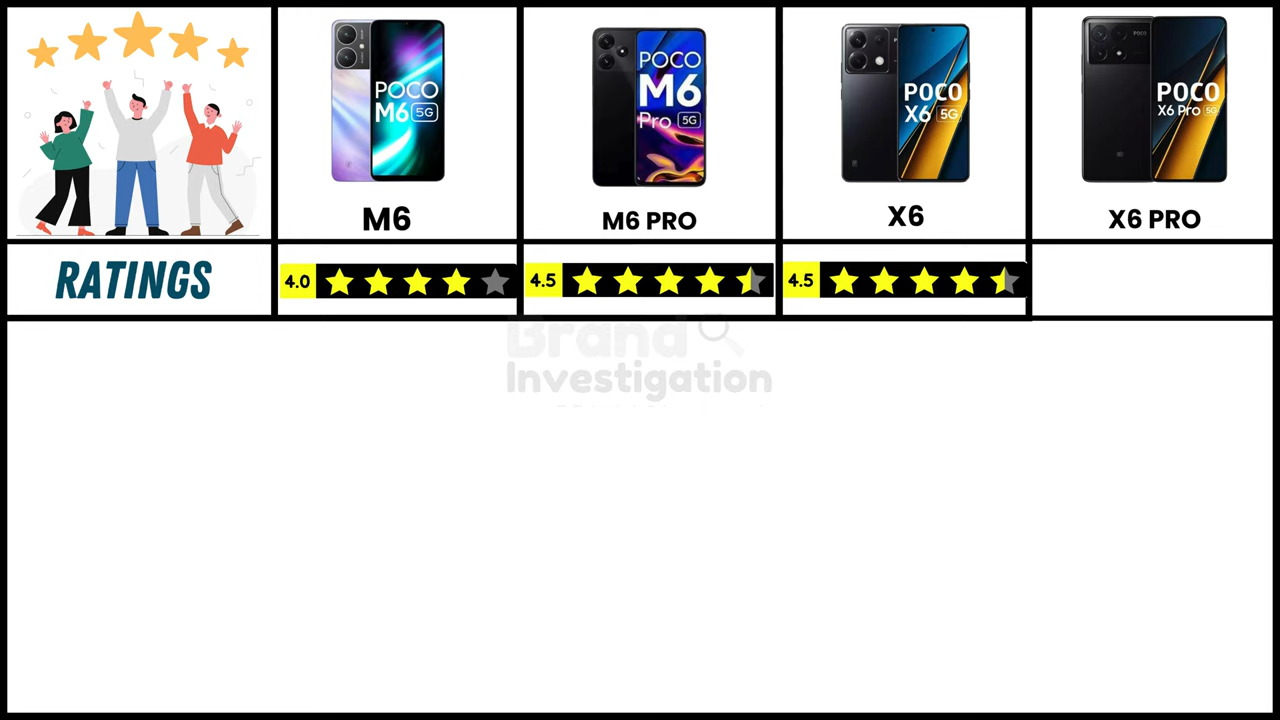 POCO
M6 5G
M6
POCO
M6
Pro 5G
M6 PRO
POCO
X6 5G
X6
POCO
POCO
X6 Pro 5G
X6 PRO
RATINGS
4.0
4.5
4.5
Brand
Investigation